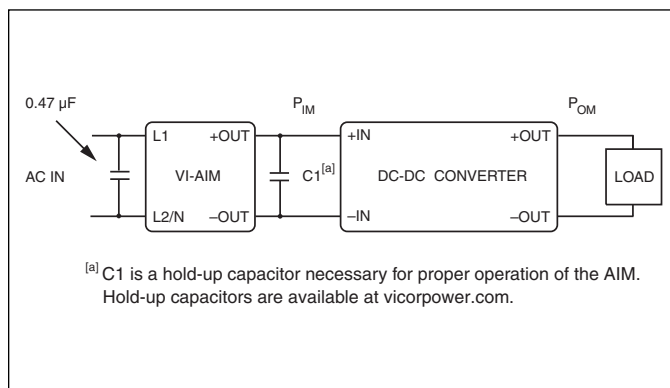 0.47 µF
P_IM
P_OM
L1
+OUT
+IN
+OUT
AC IN
VI-AIM
C1[a]
DC-DC CONVERTER
LOAD
L2/N
–OUT
–IN
–OUT
[a] C1 is a hold-up capacitor necessary for proper operation of the AIM.
Hold-up capacitors are available at vicorpower.com.